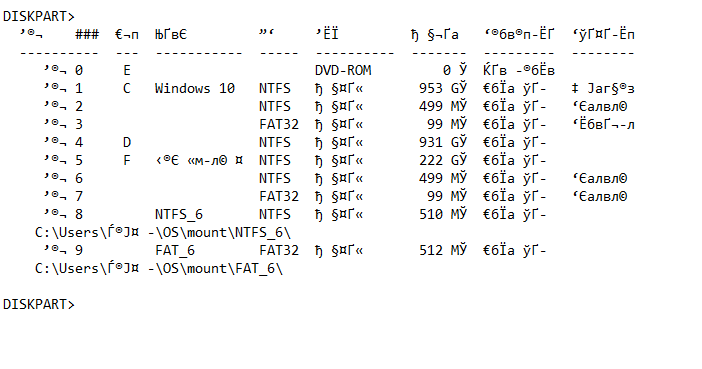 DISKPART>
’®¬ ### €¬п ЊҐвЄ ”‘ ’ЁЇ ђ §¬Ґа ‘®бв®п­ЁҐ ‘ўҐ¤Ґ­Ёп
---------- --- ----------- ----- ---------- ------- --------- --------
’®¬ 0 E DVD-ROM 0 Ў ЌҐв ­®бЁв
’®¬ 1 C Windows 10 NTFS ђ §¤Ґ« 953 GЎ €бЇа ўҐ­ ‡ Јаг§®з
’®¬ 2 NTFS ђ §¤Ґ« 499 MЎ €бЇа ўҐ­ ‘Єалвл©
’®¬ 3 FAT32 ђ §¤Ґ« 99 MЎ €бЇа ўҐ­ ‘ЁбвҐ¬­л
’®¬ 4 D NTFS ђ §¤Ґ« 931 GЎ €бЇа ўҐ­
’®¬ 5 F ‹®Є «м­л© ¤ NTFS ђ §¤Ґ« 222 GЎ €бЇа ўҐ­
’®¬ 6 NTFS ђ §¤Ґ« 499 MЎ €бЇа ўҐ­ ‘Єалвл©
’®¬ 7 FAT32 ђ §¤Ґ« 99 MЎ €бЇа ўҐ­ ‘Єалвл©
’®¬ 8 NTFS_6 NTFS ђ §¤Ґ« 510 MЎ €бЇа ўҐ­
C:\Users\Ѓ®Ј¤ ­\OS\mount\NTFS_6\
’®¬ 9 FAT_6 FAT32 ђ §¤Ґ« 512 MЎ €бЇа ўҐ­
C:\Users\Ѓ®Ј¤ ­\OS\mount\FAT_6\
DISKPART>